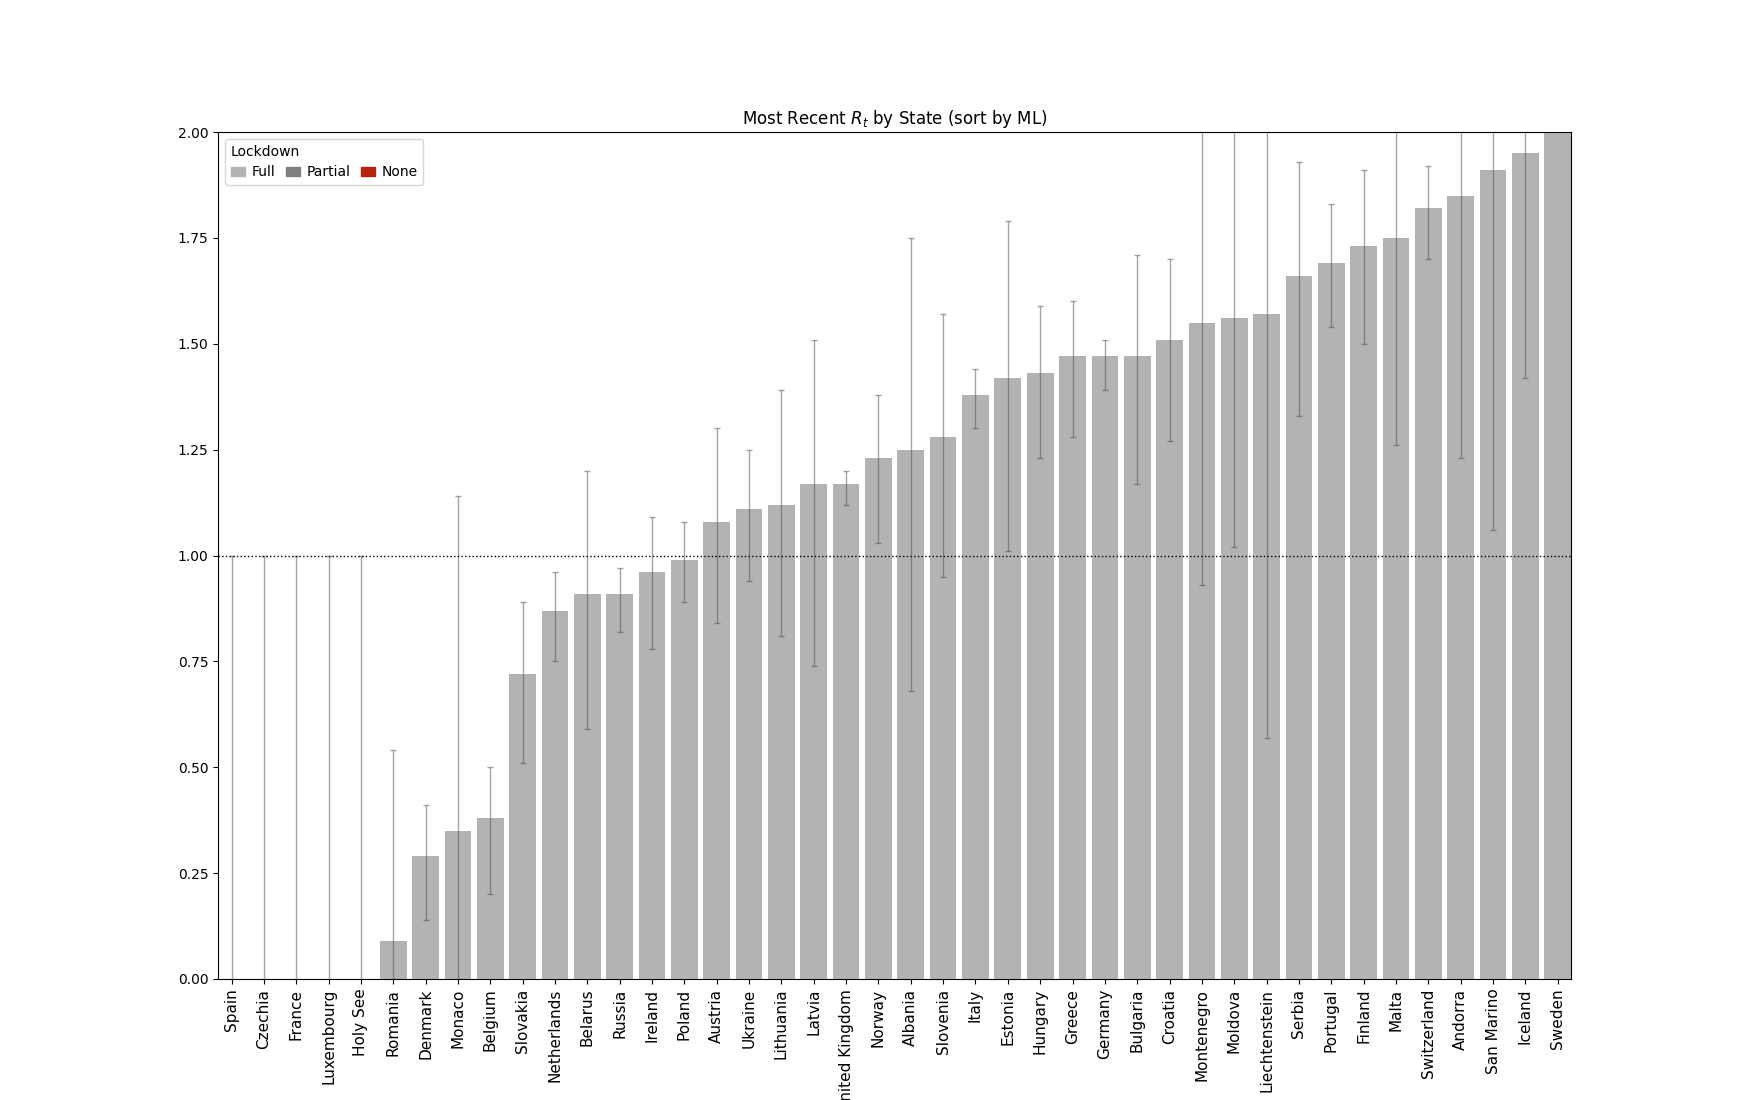 Most Recent Rt by State (sort by ML)
2.00
Lockdown
Full Partial None
1.75
1.50
1.25
1.00
0.75
0.50
0.25
0.00
Spain
Czechia
France
Luxembourg
Holy See
Romania
Denmark
Monaco
Belgium
Slovakia
Netherlands
Belarus
Russia
Ireland
Poland
Austria
Ukraine
Lithuania
Latvia
nited Kingdom
Norway
Albania
Slovenia
Italy
Estonia
Hungary
Greece
Germany
Bulgaria
Croatia
Montenegro
Moldova
Liechtenstein
Serbia
Portugal
Finland
Malta
Switzerland
Andorra
San Marino
Iceland
Sweden